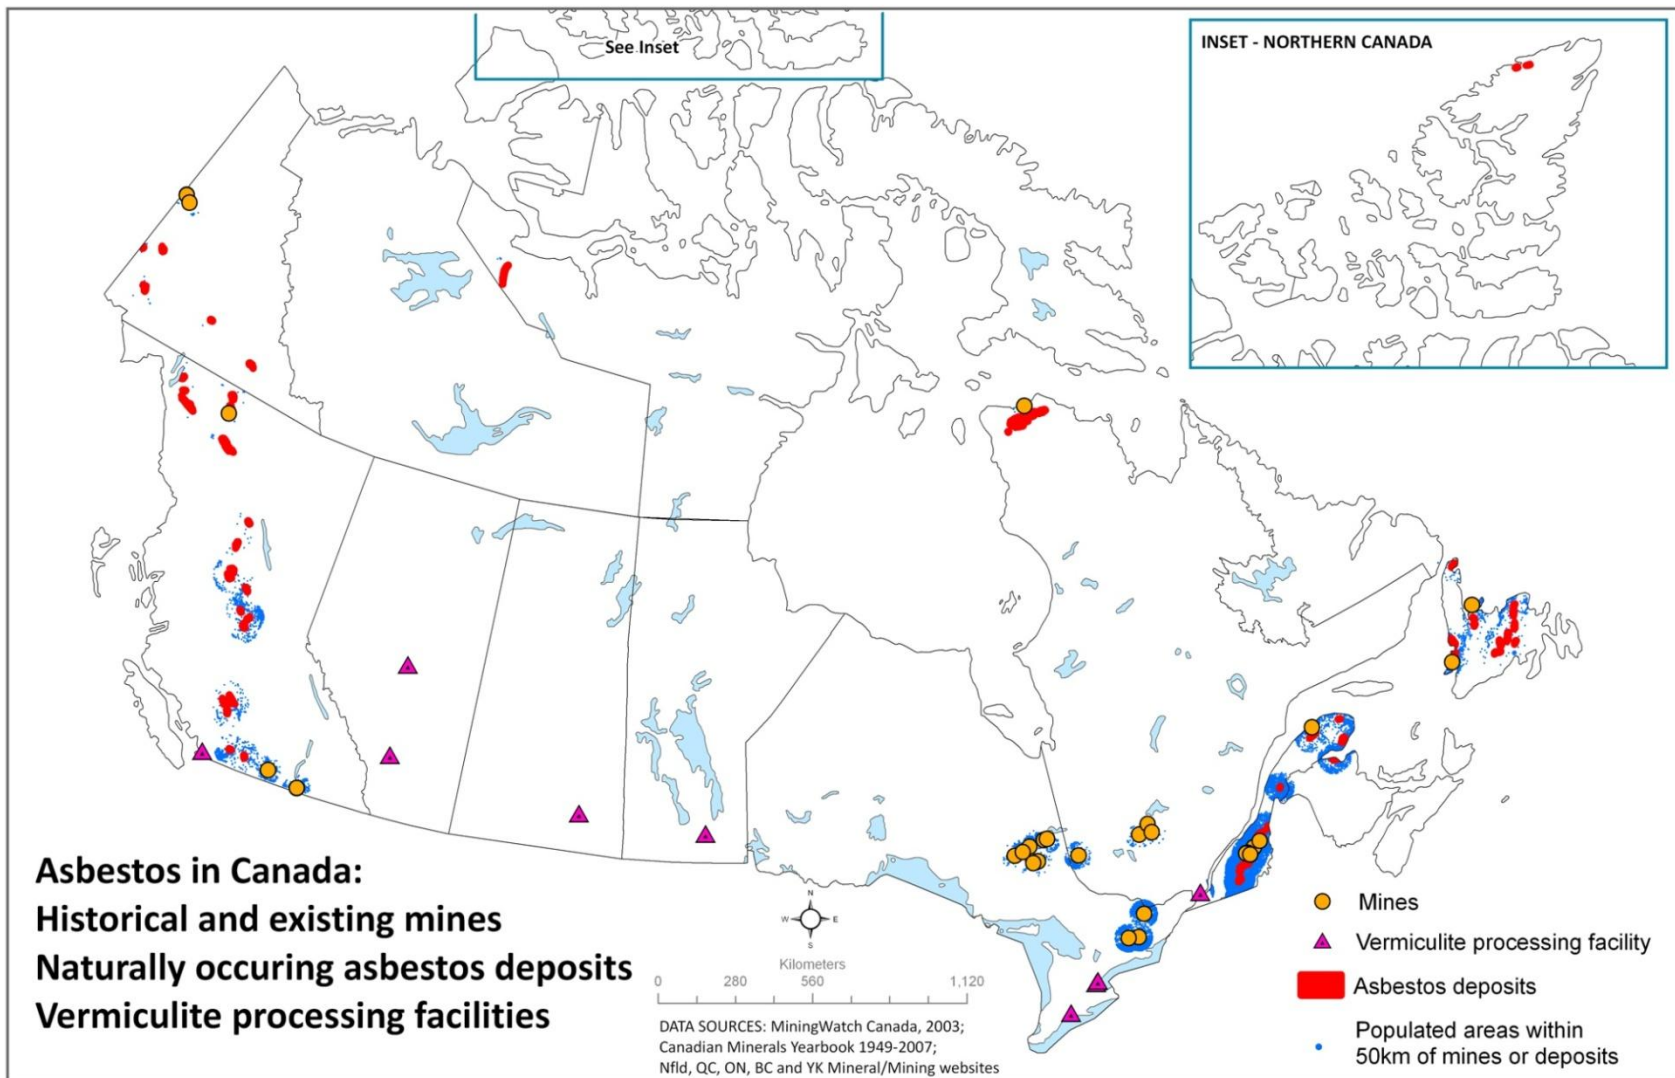 See Inset
INSET - NORTHERN CANADA
Asbestos in Canada:
Historical and existing mines
Naturally occuring asbestos deposits
Vermiculite processing facilities
N
W E
S
Kilometers
0 280 560 1,120
DATA SOURCES: MiningWatch Canada, 2003;
Canadian Minerals Yearbook 1949-2007;
Nfld, QC, ON, BC and YK Mineral/Mining websites
Mines
Vermiculite processing facility
Asbestos deposits
Populated areas within
50km of mines or deposits